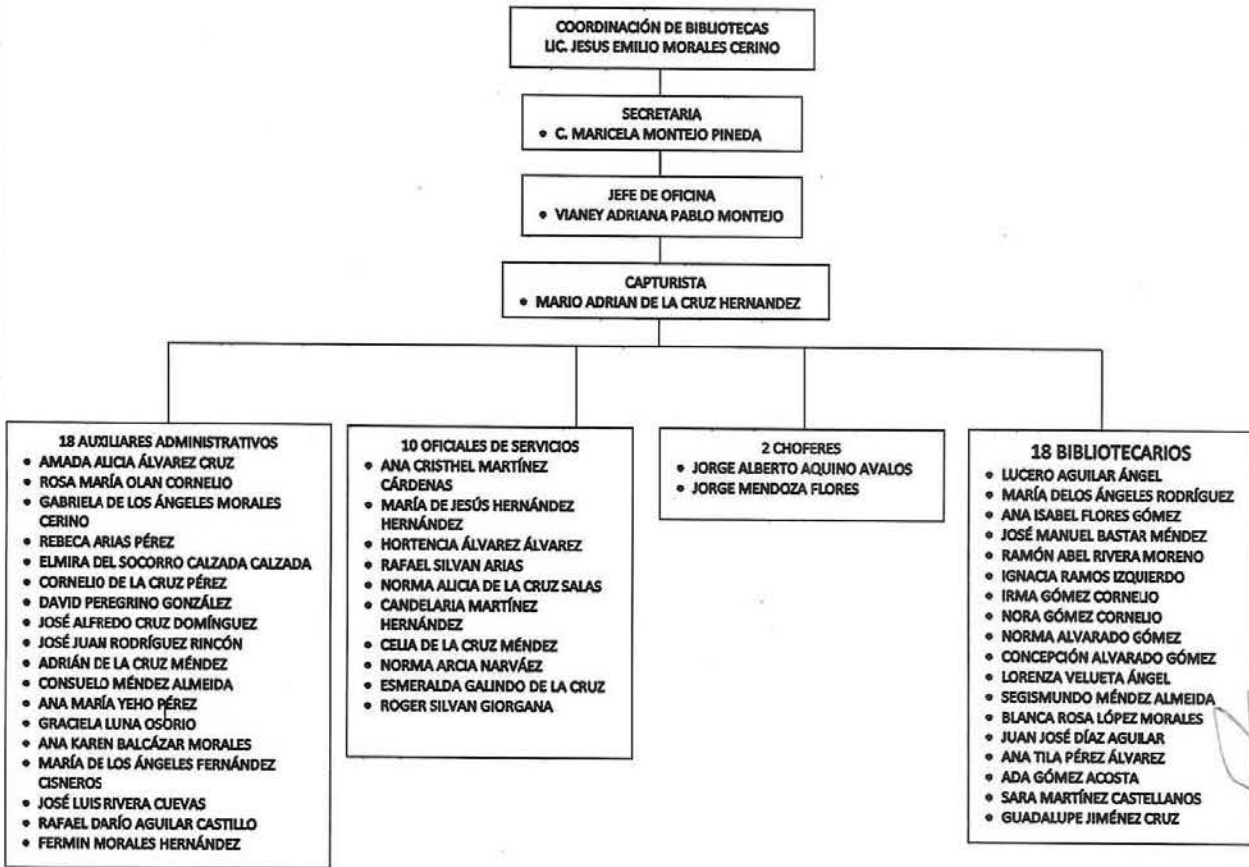 COORDINACIÓN DE BIBLIOTECAS
LIC. JESUS EMILIO MORALES CERINO
SECRETARIA
• C. MARICELA MONTEJO PINEDA
JEFE DE OFICINA
• VIANEY ADRIANA PABLO MONTEJO
CAPTURISTA
• MARIO ADRIAN DE LA CRUZ HERNANDEZ
18 AUXILIARES ADMINISTRATIVOS
• AMADA ALICIA ÁLVAREZ CRUZ
• ROSA MARÍA OLAN CORNELIO
• GABRIELA DE LOS ÁNGELES MORALES
CERINO
• REBECA ARIAS PÉREZ
• ELMIRA DEL SOCORRO CALZADA CALZADA
• CORNELIO DE LA CRUZ PÉREZ
• DAVID PEREGRINO GONZÁLEZ
• JOSÉ ALFREDO CRUZ DOMÍNGUEZ
• JOSÉ JUAN RODRÍGUEZ RINCÓN
• ADRIÁN DE LA CRUZ MÉNDEZ
• CONSUELO MÉNDEZ ALMEIDA
• ANA MARÍA YEHO PÉREZ
• GRACIELA LUNA OSORIO
• ANA KAREN BALCÁZAR MORALES
• MARÍA DE LOS ÁNGELES FERNÁNDEZ
CISNEROS
• JOSÉ LUIS RIVERA CUEVAS
• RAFAEL DARÍO AGUILAR CASTILLO
• FERMIN MORALES HERNÁNDEZ
10 OFICIALES DE SERVICIOS
• ANA CRISTHEL MARTÍNEZ
CÁRDENAS
• MARÍA DE JESÚS HERNÁNDEZ
HERNÁNDEZ
• HORTENCIA ÁLVAREZ ÁLVAREZ
• RAFAEL SILVAN ARIAS
• NORMA ALICIA DE LA CRUZ SALAS
• CANDELARIA MARTÍNEZ
HERNÁNDEZ
• CELIA DE LA CRUZ MÉNDEZ
• NORMA ARCIA NARVÁEZ
• ESMERALDA GALINDO DE LA CRUZ
• ROGER SILVAN GIORGANA
2 CHOFERES
• JORGE ALBERTO AQUINO AVALOS
• JORGE MENDOZA FLORES
18 BIBLIOTECARIOS
• LUCERO AGUILAR ÁNGEL
• MARÍA DELOS ÁNGELES RODRÍGUEZ
• ANA ISABEL FLORES GÓMEZ
• JOSÉ MANUEL BASTAR MÉNDEZ
• RAMÓN ABEL RIVERA MORENO
• IGNACIA RAMOS IZQUIERDO
• IRMA GÓMEZ CORNELIO
• NORA GÓMEZ CORNELIO
• NORMA ALVARADO GÓMEZ
• CONCEPCIÓN ALVARADO GÓMEZ
• LORENZA VELUETA ÁNGEL
• SEGISMUNDO MÉNDEZ ALMEIDA
• BLANCA ROSA LÓPEZ MORALES
• JUAN JOSÉ DÍAZ AGUILAR
• ANA TILA PÉREZ ÁLVAREZ
• ADA GÓMEZ ACOSTA
• SARA MARTÍNEZ CASTELLANOS
• GUADALUPE JIMÉNEZ CRUZ